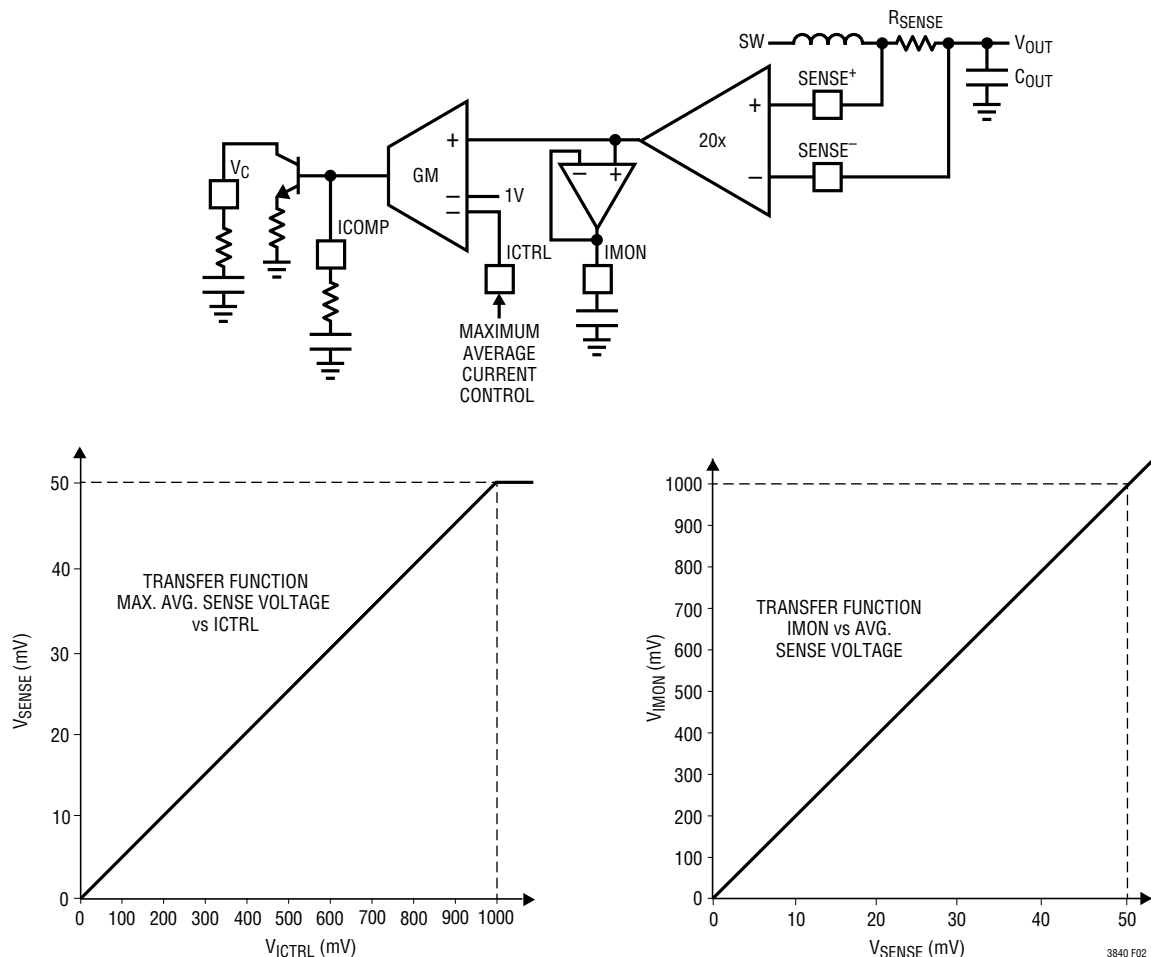 RSENSE
SW
VOUT
SENSE+
COUT
+
20x
+
SENSE–
VC
GM
–
+
–
–
1V
–
ICOMP
ICTRL
IMON
MAXIMUM
AVERAGE
CURRENT
CONTROL
50
40
30
20
10
0
VSENSE (mV)
TRANSFER FUNCTION
MAX. AVG. SENSE VOLTAGE
vs ICTRL
0 100 200 300 400 500 600 700 800 900 1000
VICTRL (mV)
1000
900
800
700
600
500
400
300
200
100
0
VIMON (mV)
TRANSFER FUNCTION
IMON vs AVG.
SENSE VOLTAGE
0 10 20 30 40 50
VSENSE (mV)
3840 F02